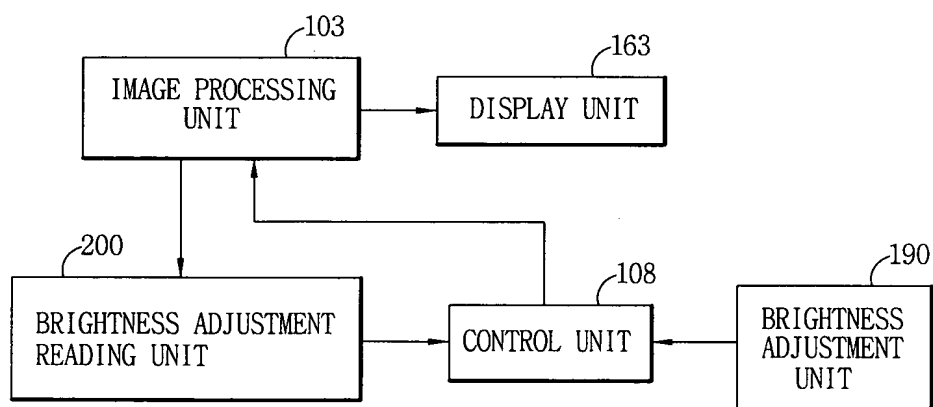 103
IMAGE PROCESSING
UNIT
163
DISPLAY UNIT
200
BRIGHTNESS ADJUSTMENT
READING UNIT
108
CONTROL UNIT
190
BRIGHTNESS
ADJUSTMENT
UNIT